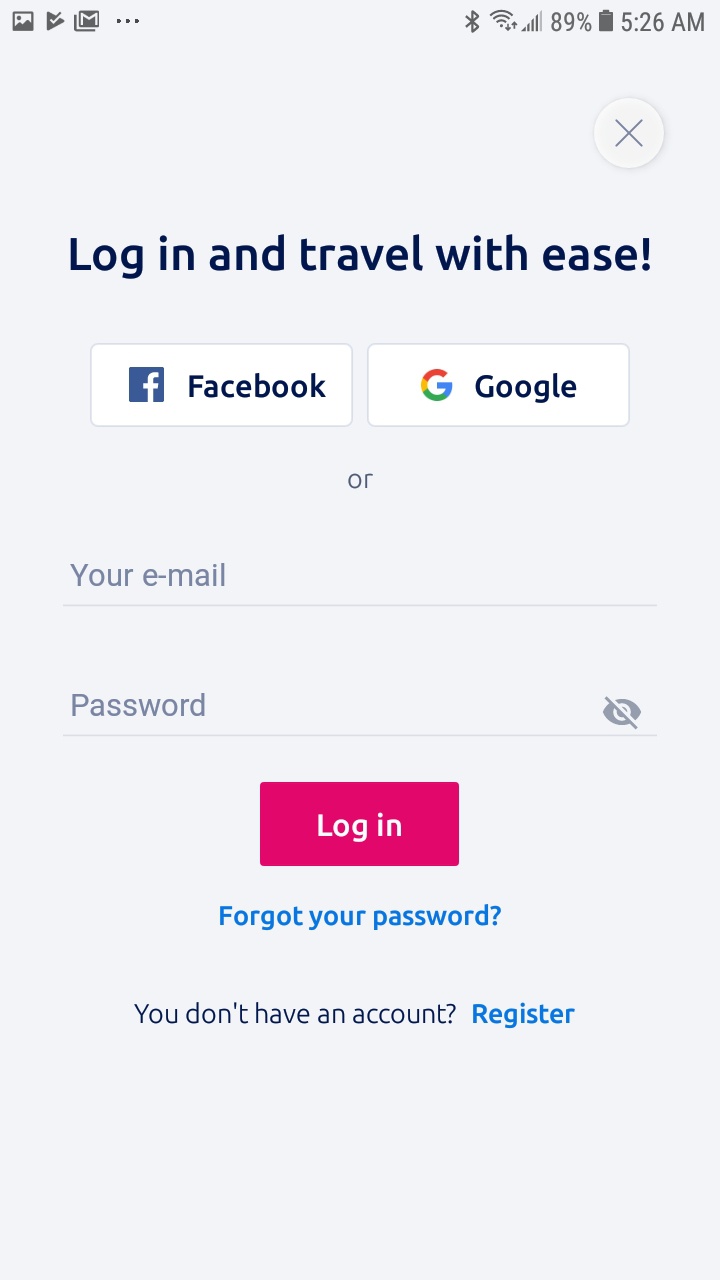 89% 5:26 AM
Log in and travel with ease!
Facebook Google
or
Your e-mail
Password
Log in
Forgot your password?
You don't have an account? Register